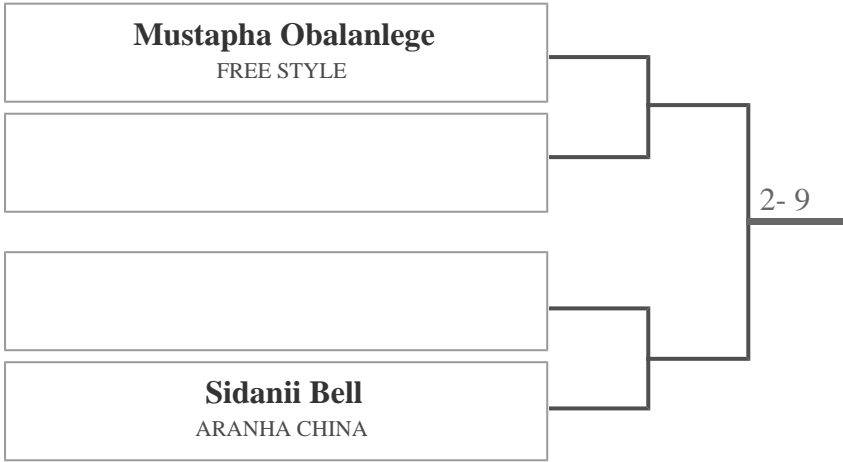 Mustapha Obalanlege
FREE STYLE
2- 9
Sidanii Bell
ARANHA CHINA